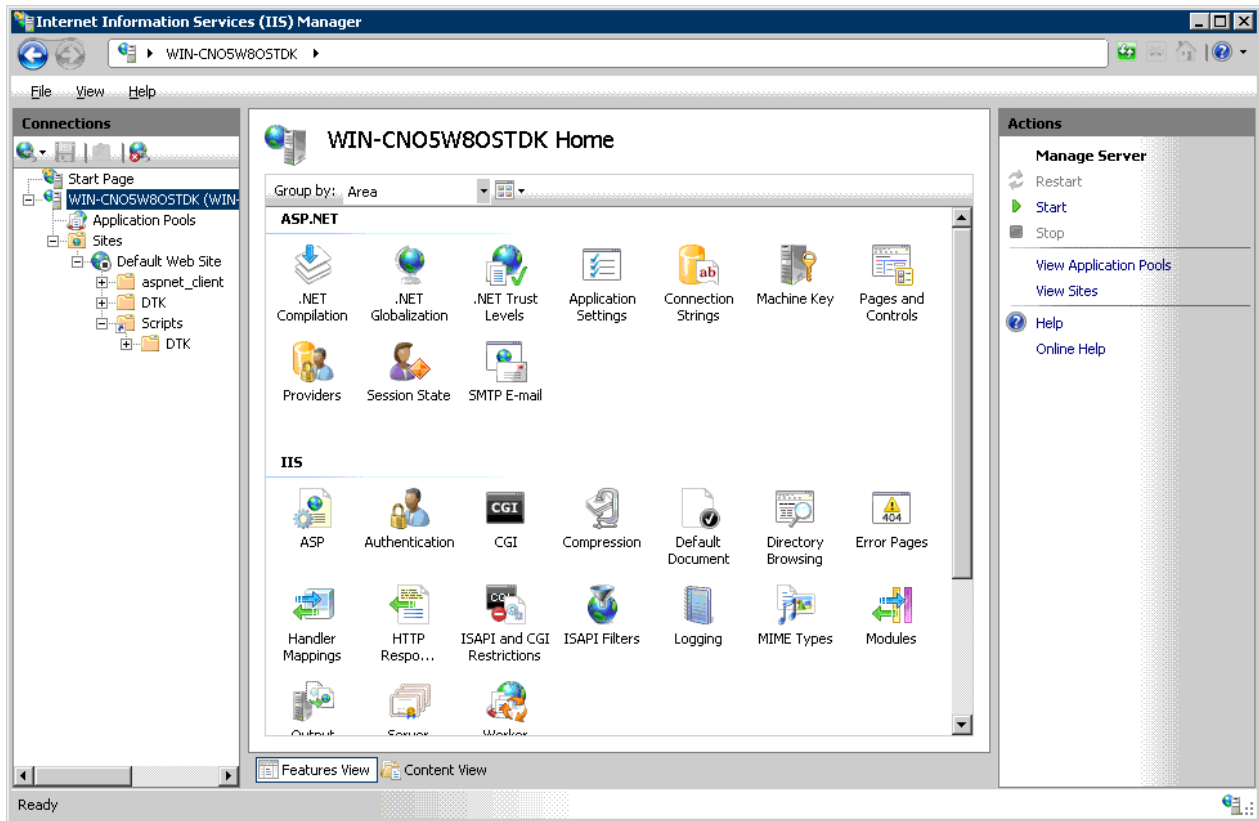 Internet Information Services (IIS) Manager
WIN-CNO5W8OSTDK
File View Help
Connections
Start Page
WIN-CNO5W8OSTDK (WIN-
Application Pools
Sites
Default Web Site
aspnet_client
DTK
Scripts
DTK
WIN-CNO5W8OSTDK Home
Group by: Area
ASP.NET
.NET Compilation
.NET Globalization
.NET Trust Levels
Application Settings
Connection Strings
ab
Machine Key
Pages and Controls
Providers
Session State
SMTP E-mail
IIS
ASP
Authentication
CGI
CGI
Compression
Default Document
Directory Browsing
404
Error Pages
Handler Mappings
HTTP Respo...
ISAPI and CGI Restrictions
ISAPI Filters
Logging
MIME Types
Modules
Output
Server
Worker
Features View
Content View
Actions
Manage Server
Restart
Start
Stop
View Application Pools
View Sites
Help
Online Help
Ready